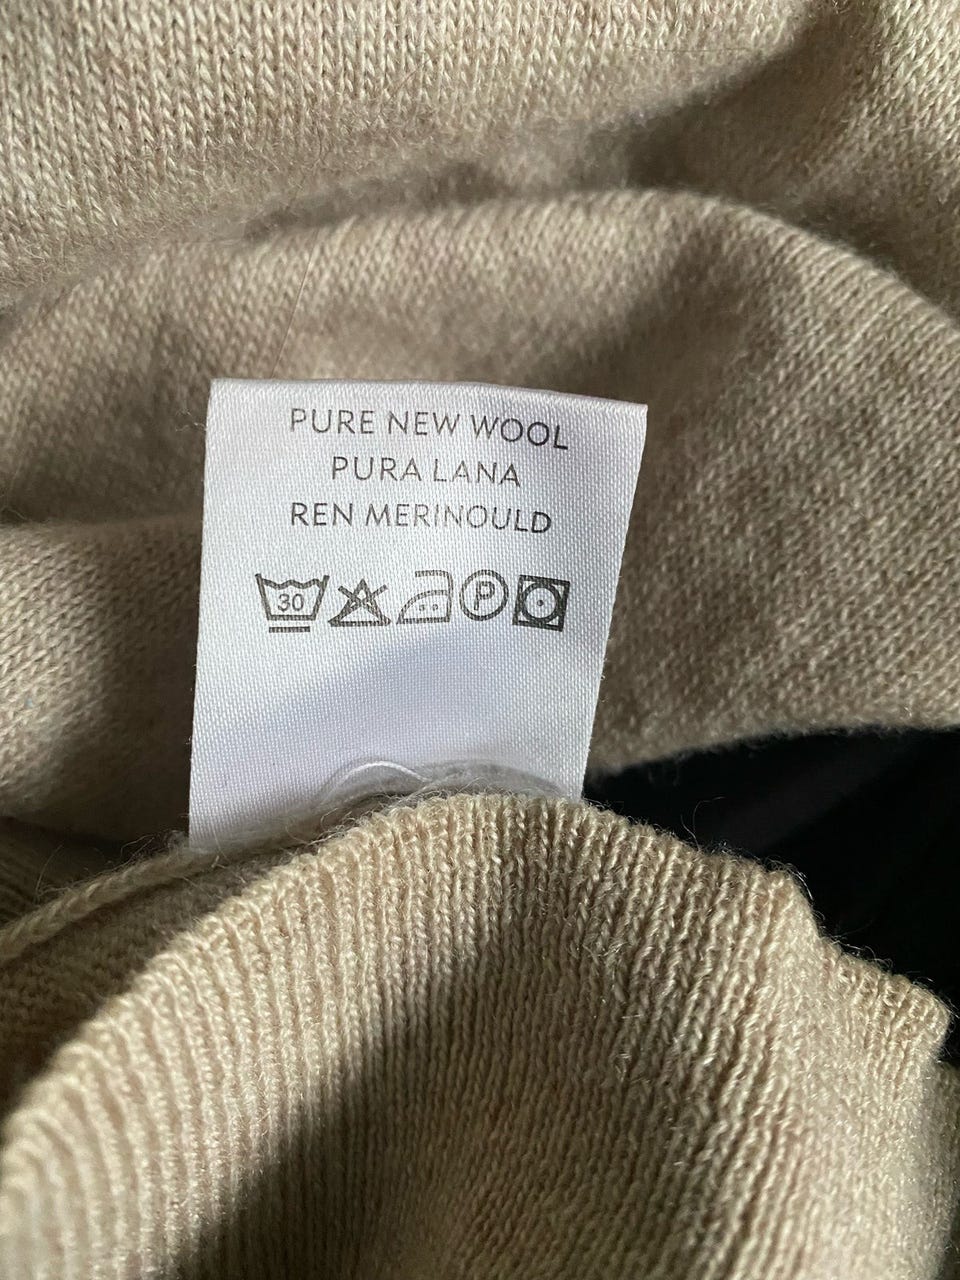 PURE NEW WOOL
PURA LANA
REN MERINOULD
30 P